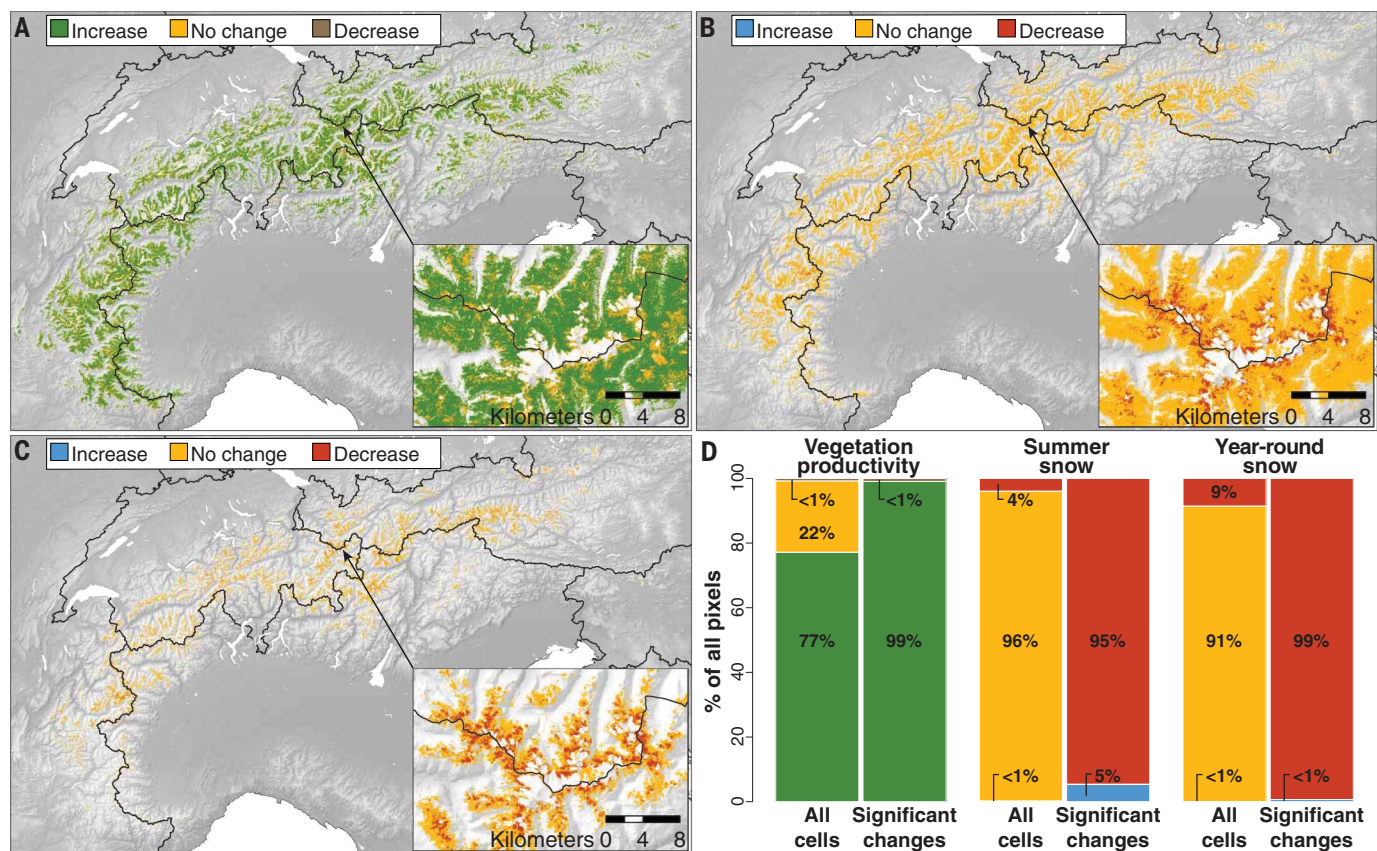 A Increase No change Decrease
Kilometers 0 4 8
B Increase No change Decrease
Kilometers 0 4 8
C Increase No change Decrease
Kilometers 0 4 8
D
Vegetation productivity
Summer snow
Year-round snow
% of all pixels
100
80
60
40
20
0
<1%
22%
77%
<1%
99%
4%
96%
<1%
95%
5%
9%
91%
<1%
99%
<1%
All cells
Significant changes
All cells
Significant changes
All cells
Significant changes